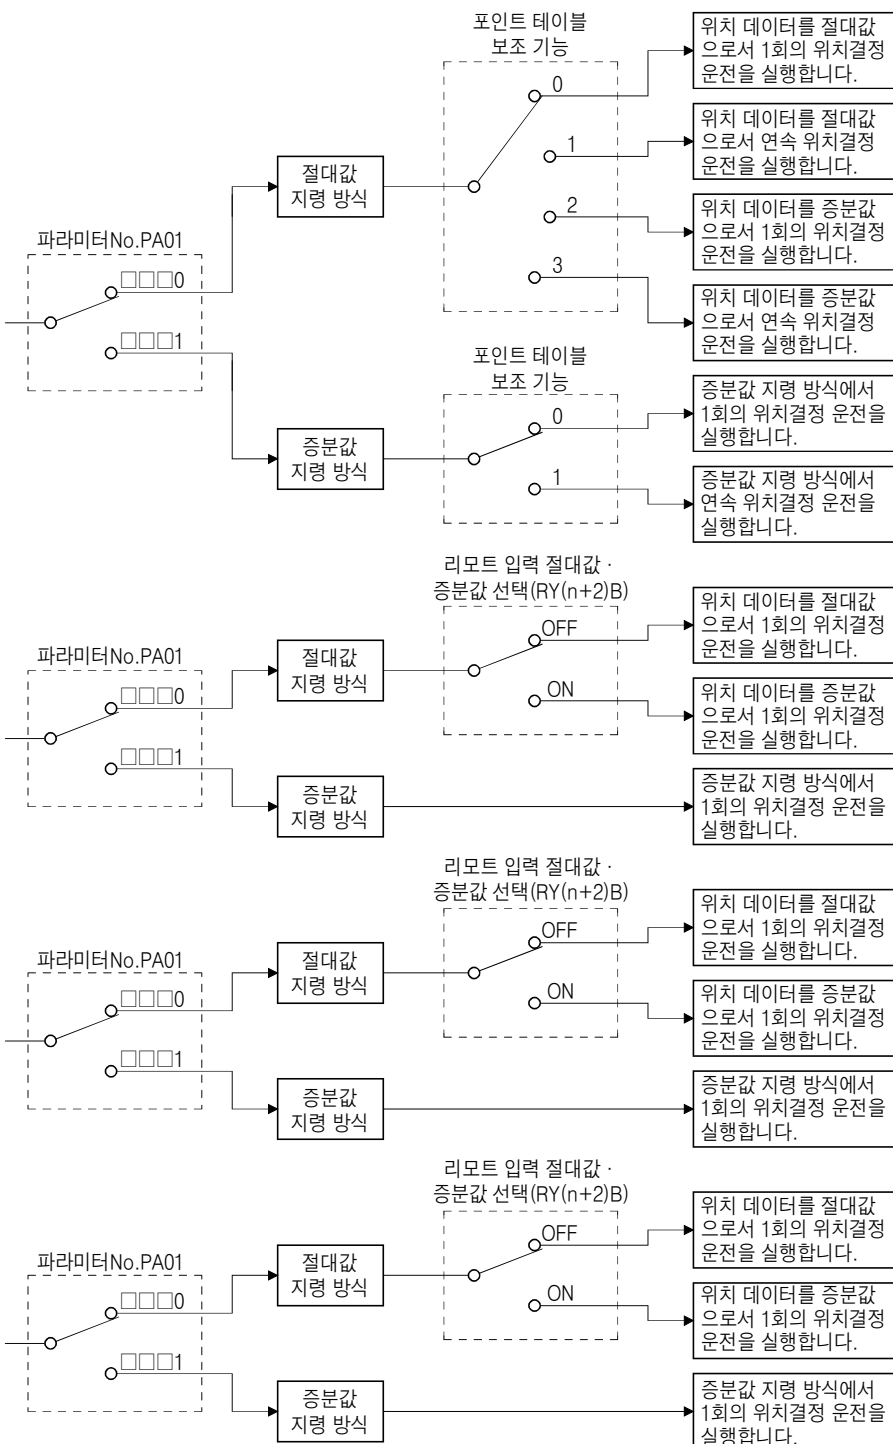 포인트 테이블
보조 기능
0
1
2
3
위치 데이터를 절대값
으로서 1회의 위치결정
운전을 실행합니다.
위치 데이터를 절대값
으로서 연속 위치결정
운전을 실행합니다.
위치 데이터를 증분값
으로서 1회의 위치결정
운전을 실행합니다.
위치 데이터를 증분값
으로서 연속 위치결정
운전을 실행합니다.
절대값
지령 방식
파라미터No.PA01
□□□0
□□□1
포인트 테이블
보조 기능
0
1
증분값
지령 방식
증분값 지령 방식에서
1회의 위치결정 운전을
실행합니다.
증분값 지령 방식에서
연속 위치결정 운전을
실행합니다.
리모트 입력 절대값 ·
증분값 선택(RY(n+2)B)
OFF
ON
파라미터No.PA01
□□□0
□□□1
절대값
지령 방식
증분값
지령 방식
위치 데이터를 절대값
으로서 1회의 위치결정
운전을 실행합니다.
위치 데이터를 증분값
으로서 1회의 위치결정
운전을 실행합니다.
증분값 지령 방식에서
1회의 위치결정 운전을
실행합니다.
리모트 입력 절대값 ·
증분값 선택(RY(n+2)B)
OFF
ON
파라미터No.PA01
□□□0
□□□1
절대값
지령 방식
증분값
지령 방식
위치 데이터를 절대값
으로서 1회의 위치결정
운전을 실행합니다.
위치 데이터를 증분값
으로서 1회의 위치결정
운전을 실행합니다.
증분값 지령 방식에서
1회의 위치결정 운전을
실행합니다.
리모트 입력 절대값 ·
증분값 선택(RY(n+2)B)
OFF
ON
파라미터No.PA01
□□□0
□□□1
절대값
지령 방식
증분값
지령 방식
위치 데이터를 절대값
으로서 1회의 위치결정
운전을 실행합니다.
위치 데이터를 증분값
으로서 1회의 위치결정
운전을 실행합니다.
증분값 지령 방식에서
1회의 위치결정 운전을
실행합니다.